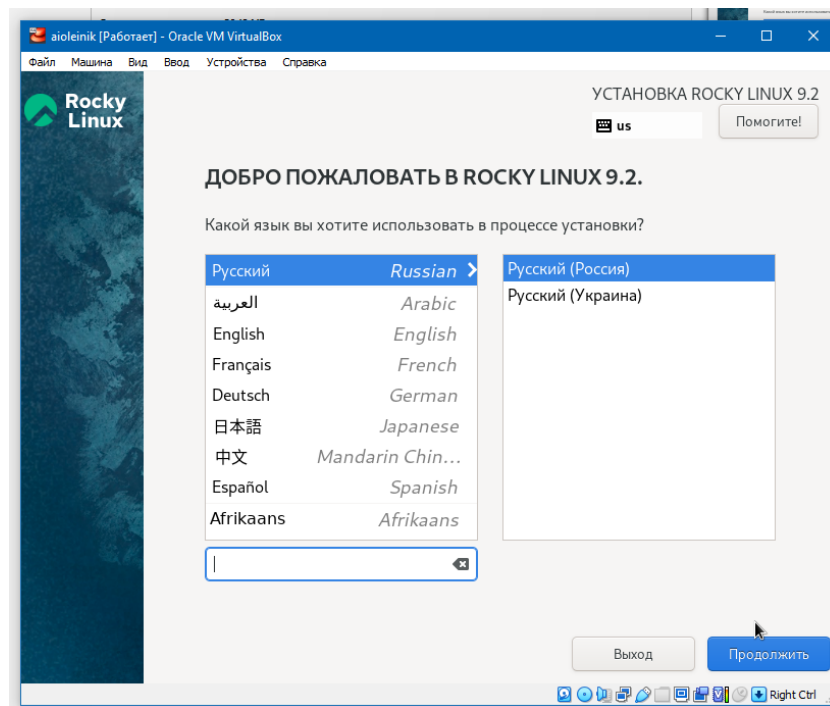 aioleinik [Работает] - Oracle VM VirtualBox
Файл Машина Вид Ввод Устройства Справка
Rocky
Linux
УСТАНОВКА ROCKY LINUX 9.2
us
Помогите!
ДОБРО ПОЖАЛОВАТЬ В ROCKY LINUX 9.2.
Какой язык вы хотите использовать в процессе установки?
Русский Russian
العربية Arabic
English English
Français French
Deutsch German
日本語 Japanese
中文 Mandarin Chin...
Español Spanish
Afrikaans Afrikaans
Русский (Россия)
Русский (Украина)
Выход
Продолжить
Right Ctrl